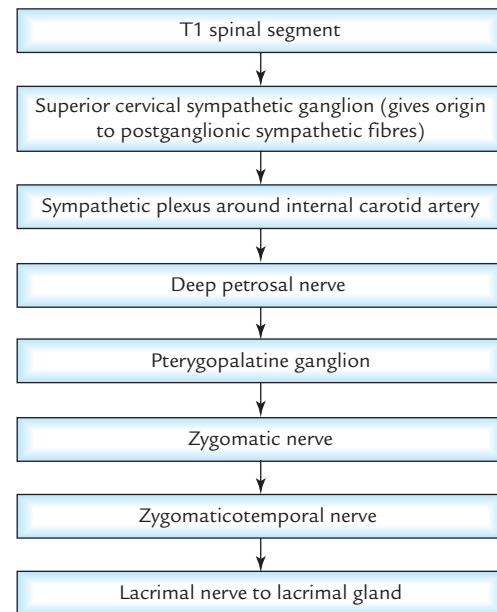 T1 spinal segment
Superior cervical sympathetic ganglion (gives origin
to postganglionic sympathetic fibres)
Sympathetic plexus around internal carotid artery
Deep petrosal nerve
Pterygopalatine ganglion
Zygomatic nerve
Zygomaticotemporal nerve
Lacrimal nerve to lacrimal gland